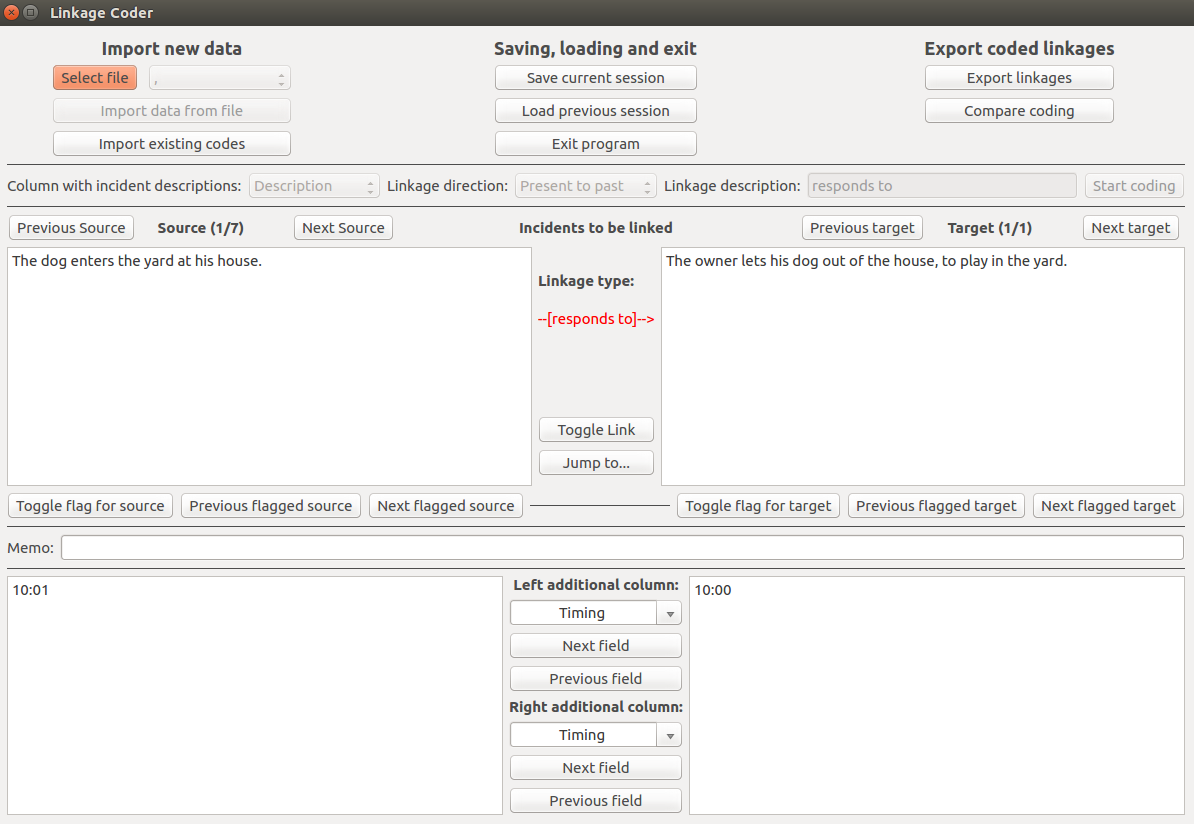 Linkage Coder
Import new data
Saving, loading and exit
Export coded linkages
Select file
,
Save current session
Export linkages
Import data from file
Load previous session
Compare coding
Import existing codes
Exit program
Column with incident descriptions: Description Linkage direction: Present to past Linkage description: responds to Start coding
Previous Source Source (1/7) Next Source Incidents to be linked Previous target Target (1/1) Next target
The dog enters the yard at his house.
The owner lets his dog out of the house, to play in the yard.
Linkage type:
--[responds to]-->
Toggle Link
Jump to...
Toggle flag for source Previous flagged source Next flagged source Toggle flag for target Previous flagged target Next flagged target
Memo:
10:01
Left additional column:
10:00
Timing
Next field
Previous field
Right additional column:
Timing
Next field
Previous field